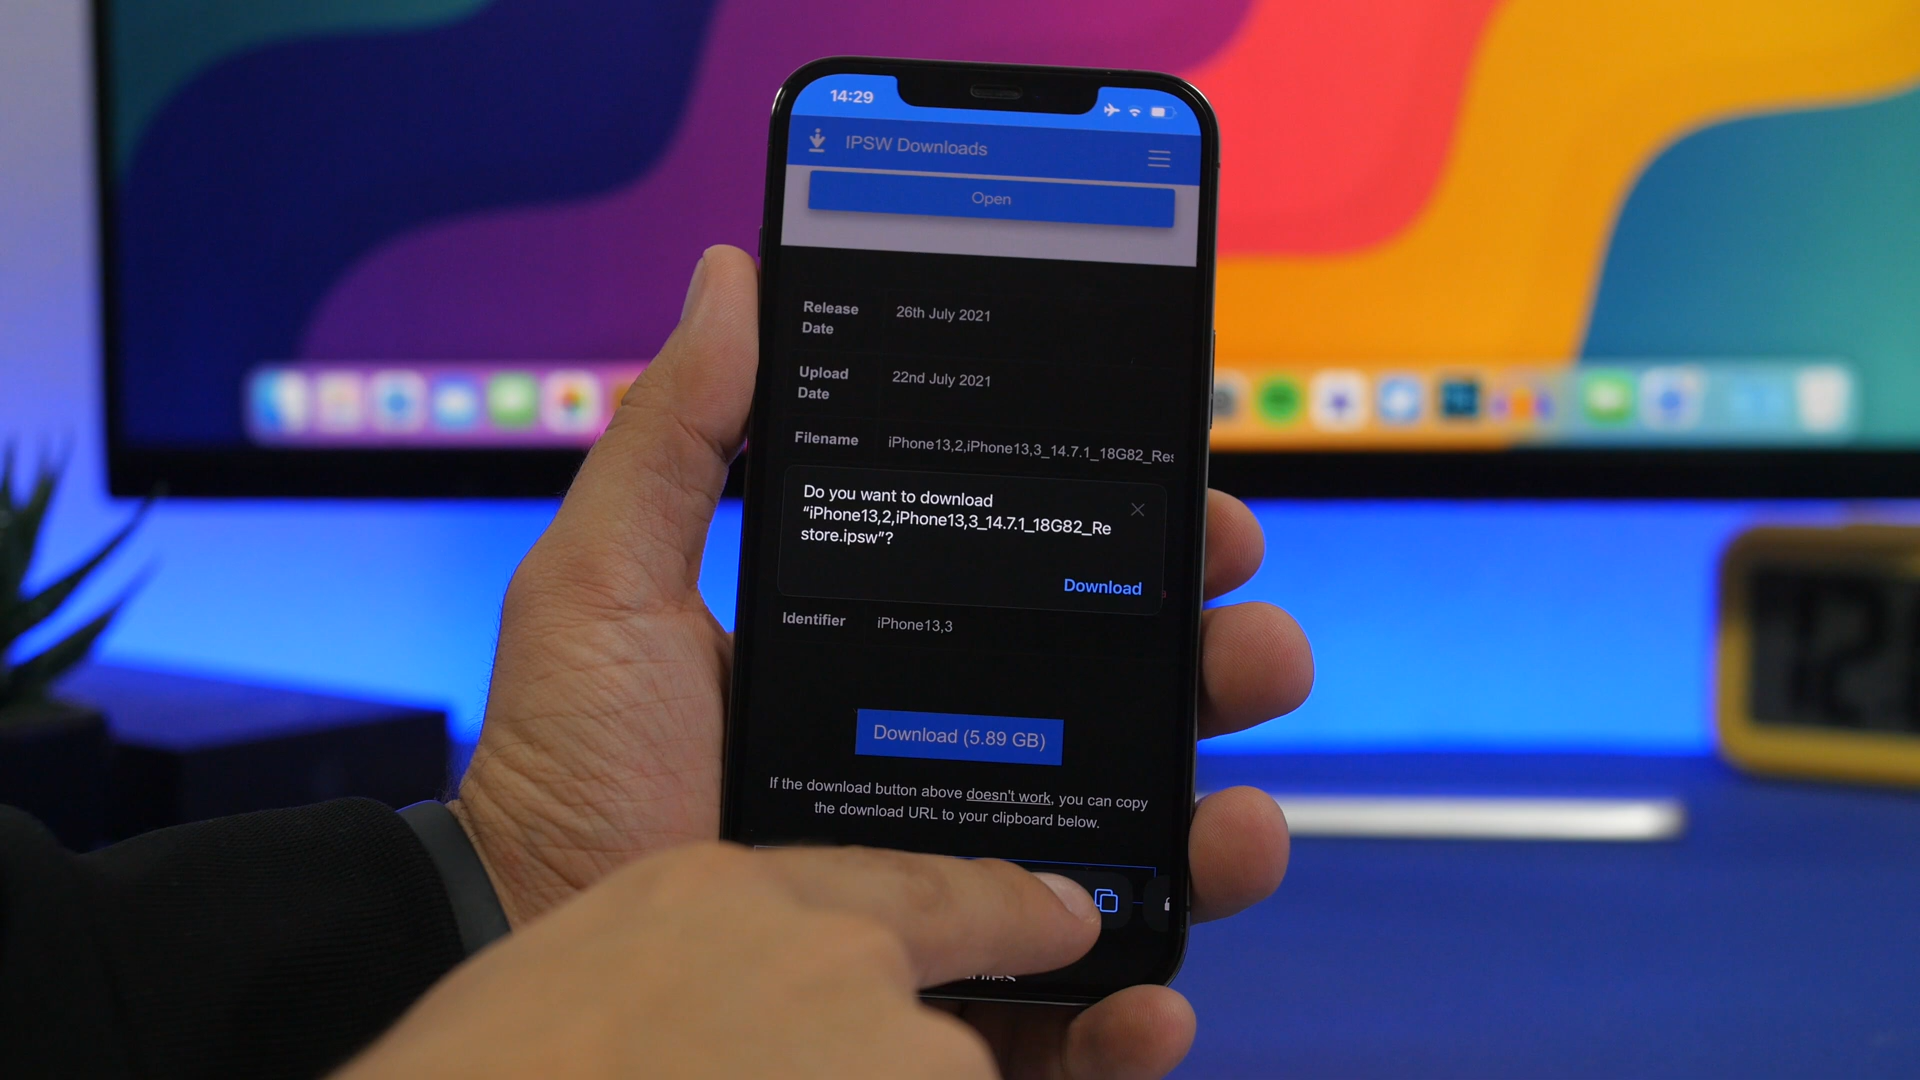 14:29
IPSW Downloads
Open
Release
Date
26th July 2021
Upload
Date
22nd July 2021
Filename
iPhone13,2,iPhone13,3_14.7.1_18G82_Res
Do you want to download
“iPhone13,2,iPhone13,3_14.7.1_18G82_Re
store.ipsw”?
Download
Identifier
iPhone13,3
Download (5.89 GB)
If the download button above doesn't work, you can copy
the download URL to your clipboard below.